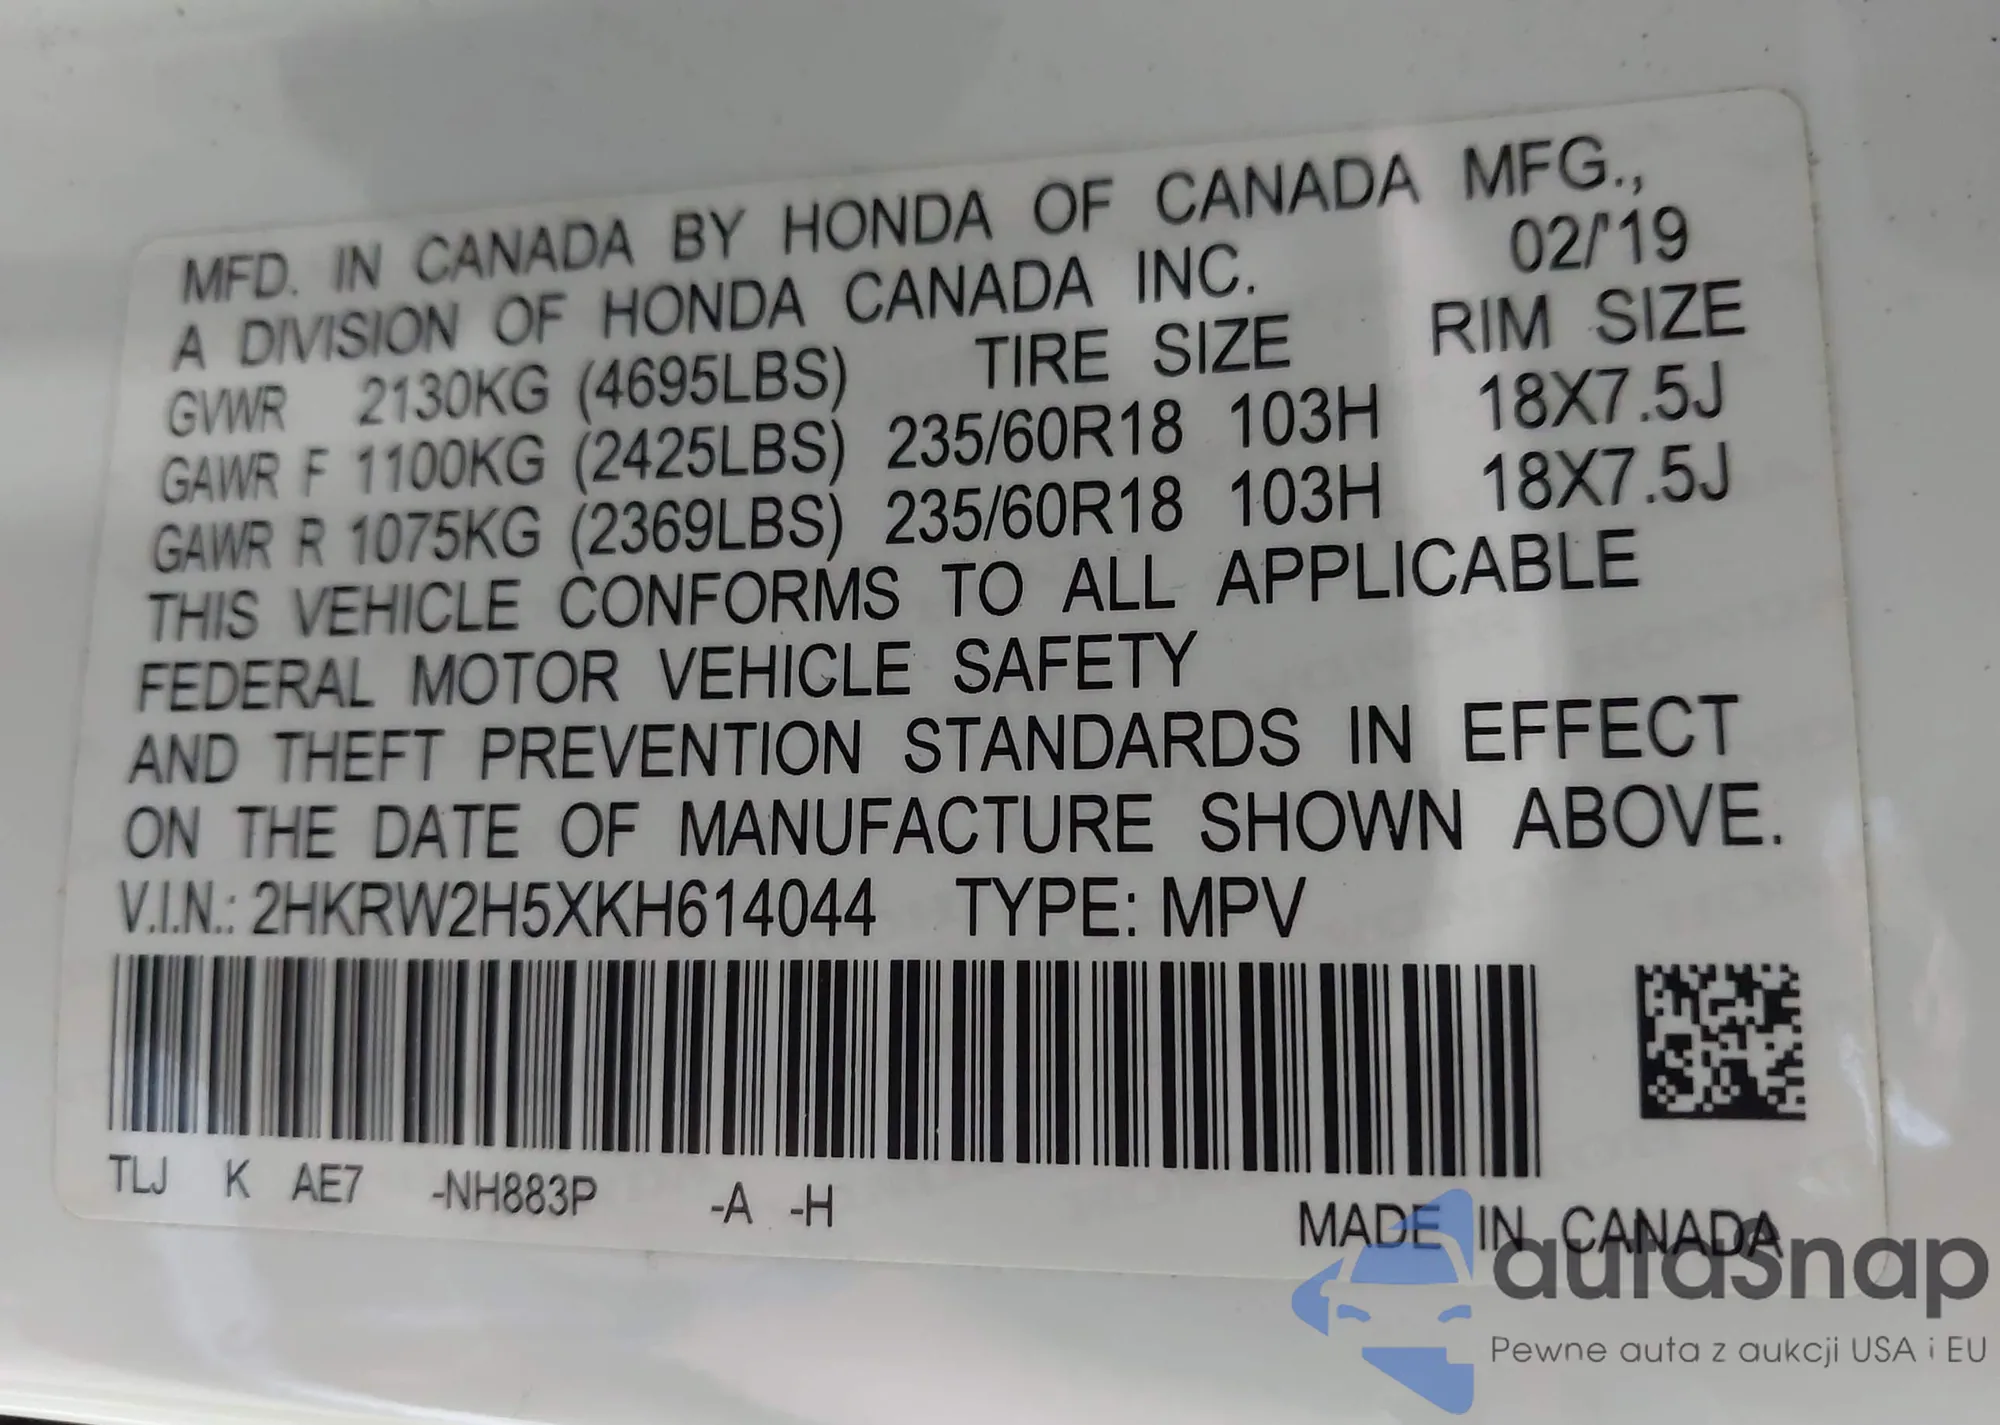 MFD. IN CANADA BY HONDA OF CANADA MFG.,
A DIVISION OF HONDA CANADA INC. 02/'19
GVWR 2130KG (4695LBS) TIRE SIZE RIM SIZE
GAWR F 1100KG (2425LBS) 235/60R18 103H 18X7.5J
GAWR R 1075KG (2369LBS) 235/60R18 103H 18X7.5J
THIS VEHICLE CONFORMS TO ALL APPLICABLE
FEDERAL MOTOR VEHICLE SAFETY
AND THEFT PREVENTION STANDARDS IN EFFECT
ON THE DATE OF MANUFACTURE SHOWN ABOVE.
V.I.N.: 2HKRW2H5XKH614044 TYPE: MPV
TLJ K AE7 -NH883P -A -H
MADE IN CANADA
autaSnap
Pewne auta z aukcji USA i EU